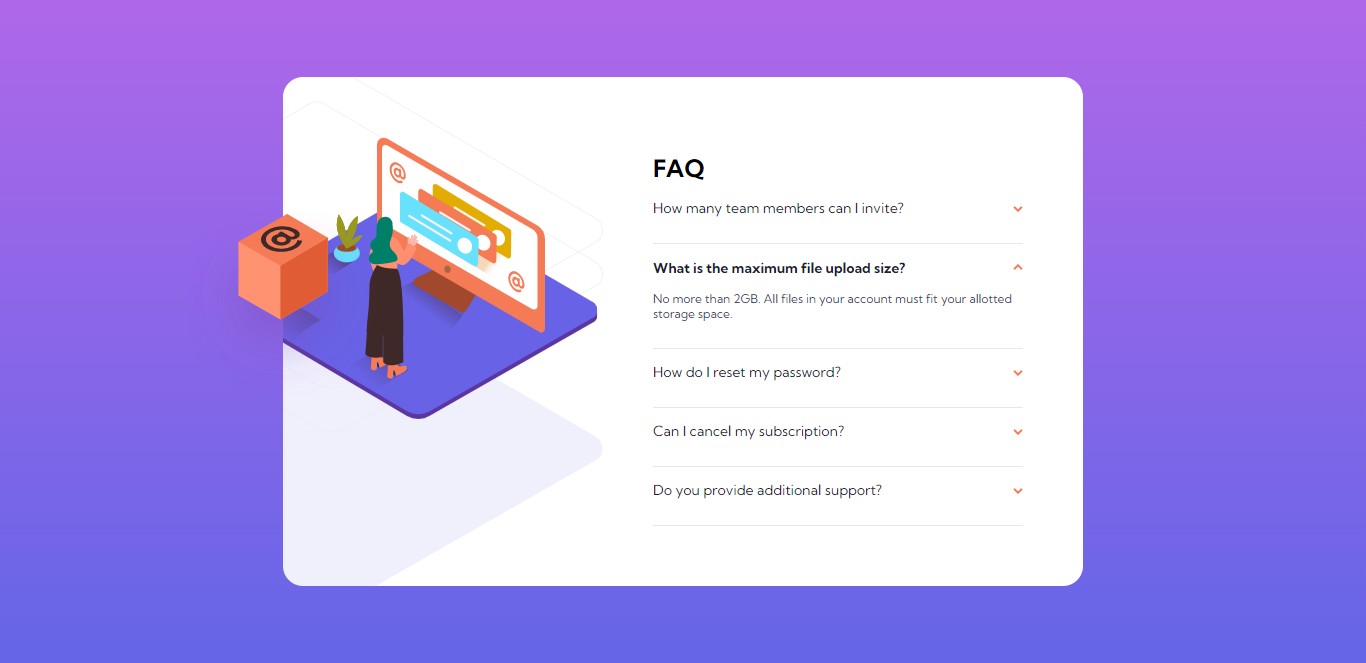 @
@
@
FAQ
How many team members can I invite?
What is the maximum file upload size?
No more than 2GB. All files in your account must fit your allotted
storage space.
How do I reset my password?
Can I cancel my subscription?
Do you provide additional support?